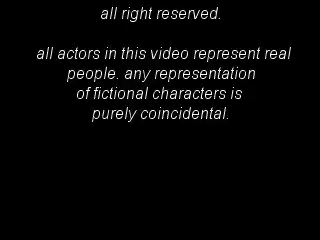 all right reserved.
all actors in this video represent real
people. any representation
of fictional characters is
purely coincidental.